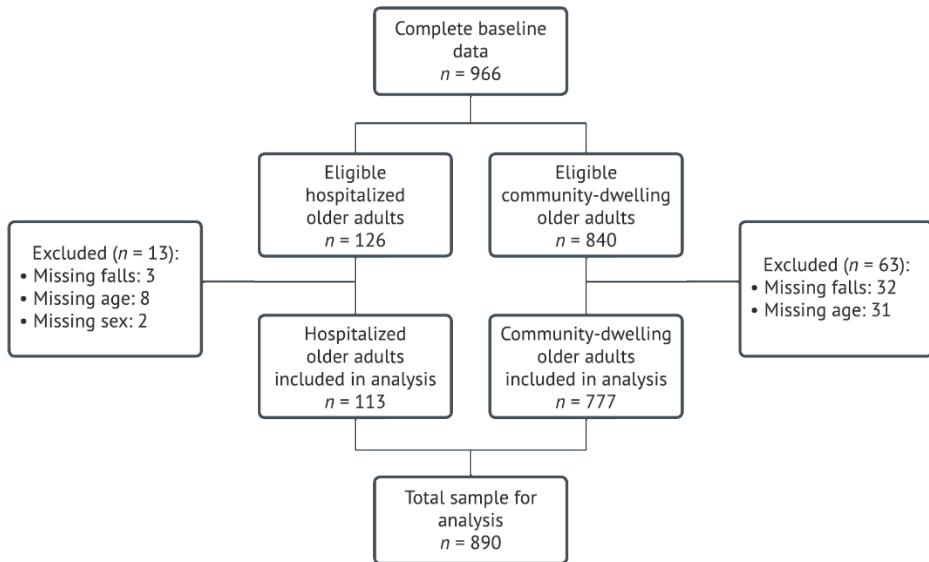 Complete baseline
data
n = 966
Eligible
hospitalized
older adults
n = 126
Eligible
community-dwelling
older adults
n = 840
Excluded (n = 13):
• Missing falls: 3
• Missing age: 8
• Missing sex: 2
Excluded (n = 63):
• Missing falls: 32
• Missing age: 31
Hospitalized
older adults
included in analysis
n = 113
Community-dwelling
older adults
included in analysis
n = 777
Total sample for
analysis
n = 890